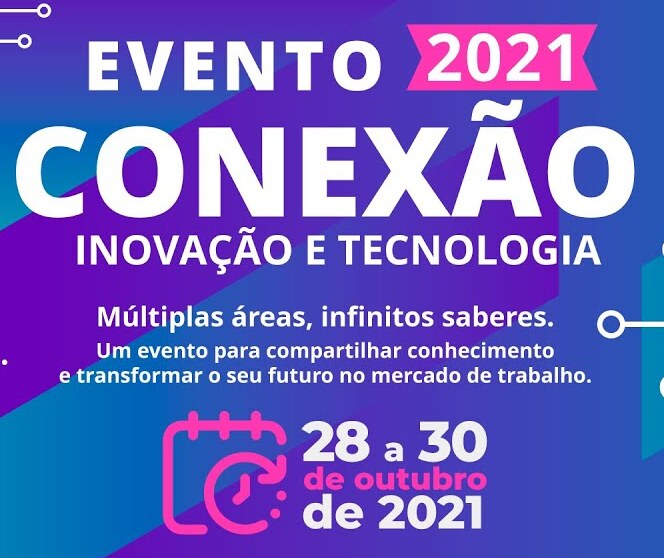 EVENTO 2021
CONEXÃO
INOVAÇÃO E TECNOLOGIA
Múltiplas áreas, infinitos saberes.
Um evento para compartilhar conhecimento
e transformar o seu futuro no mercado de trabalho.
28 a 30
de outubro
de 2021